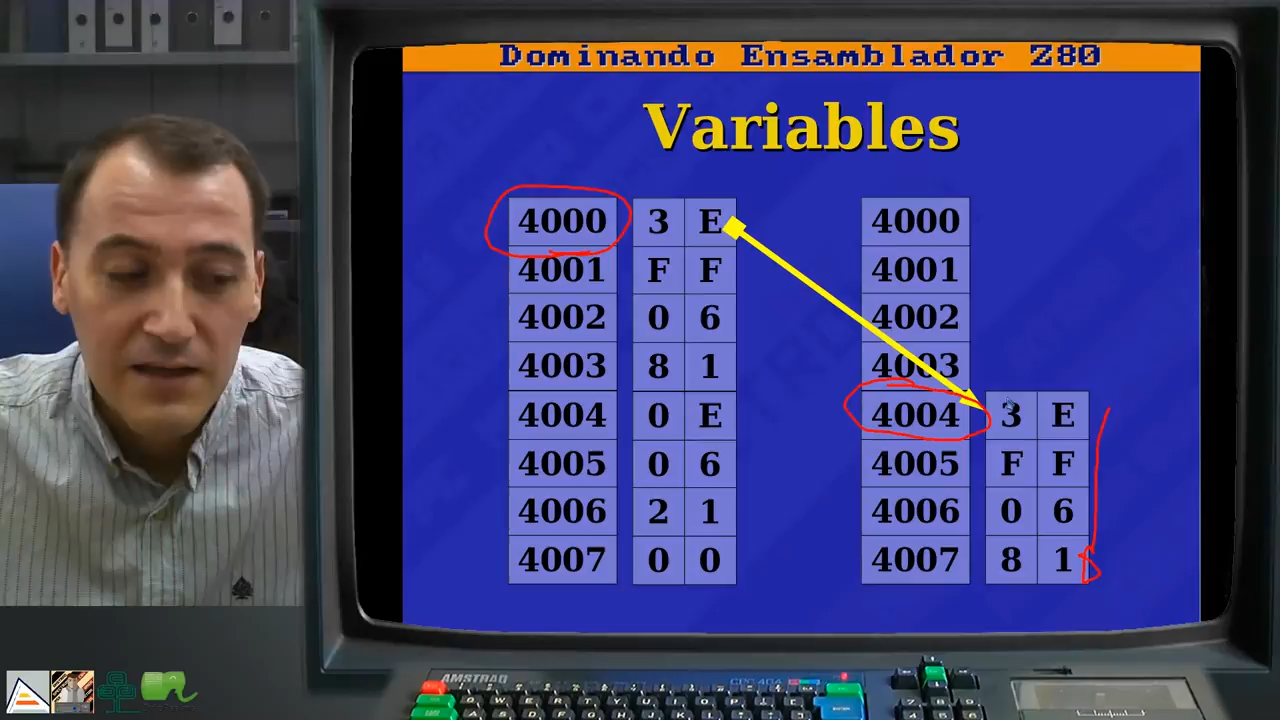 Dominando Ensamblador Z80
Variables
4000 3 E
4001 F F
4002 0 6
4003 8 1
4004 0 E
4005 0 6
4006 2 1
4007 0 0
4000
4001
4002
4003
4004 3 E
4005 F F
4006 0 6
4007 8 1
AMSTRAD